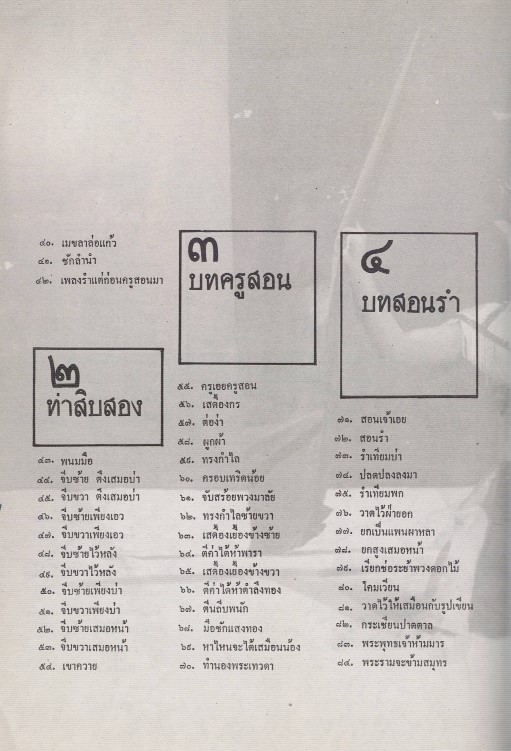 ๔๐. เมขลาล่อแก้ว
๔๑. ชักลำนำ
๔๒. เพลงรำแต่ก่อนครูสอนมา
๒
ท่าสิบสอง
๔๓. พนมมือ
๔๔. จีบซ้าย ตึงเสมอบ่า
๔๕. จีบขวา ตึงเสมอบ่า
๔๖. จีบซ้ายเพียงเอว
๔๗. จีบขวาเพียงเอว
๔๘. จีบซ้ายไว้หลัง
๔๙. จีบขวาไว้หลัง
๕๐. จีบซ้ายเพียงบ่า
๕๑. จีบขวาเพียงบ่า
๕๒. จีบซ้ายเสมอหน้า
๕๓. จีบขวาเสมอหน้า
๕๔. เขาควาย
๓
บทครูสอน
๕๕. ครูเอยครูสอน
๕๖. เสดื้องกร
๕๗. ต่อง่า
๕๘. ผูกผ้า
๕๙. ทรงกำไล
๖๐. ครอบเทริดน้อย
๖๑. จับสร้อยพวงมาลัย
๖๒. ทรงกำไลซ้ายขวา
๖๓. เสดื้องเยื้องข้างซ้าย
๖๔. ตีค่าได้ห้าพารา
๖๕. เสดื้องเยื้องข้างขวา
๖๖. ตีค่าได้ห้าตำลึงทอง
๖๗. ตีนถีบพนัก
๖๘. มือชักแสงทอง
๖๙. หาไหนจะได้เสมือนน้อง
๗๐. ทำนองพระเทวดา
๔
บทสอนรำ
๗๑. สอนเจ้าเอย
๗๒. สอนรำ
๗๓. รำเทียมบ่า
๗๔. ปลดปลงลงมา
๗๕. รำเทียมพก
๗๖. วาดไว้ฝ่ายอก
๗๗. ยกเป็นแพนผาหลา
๗๘. ยกสูงเสมอหน้า
๗๙. เรียกช่อระย้าพวงดอกไม้
๘๐. โคมเวียน
๘๑. วาดไว้ให้เสมือนกับรูปเขียน
๘๒. กระเชียนปาดตาล
๘๓. พระพุทธเจ้าห้ามมาร
๘๔. พระรามจะข้ามสมุทร